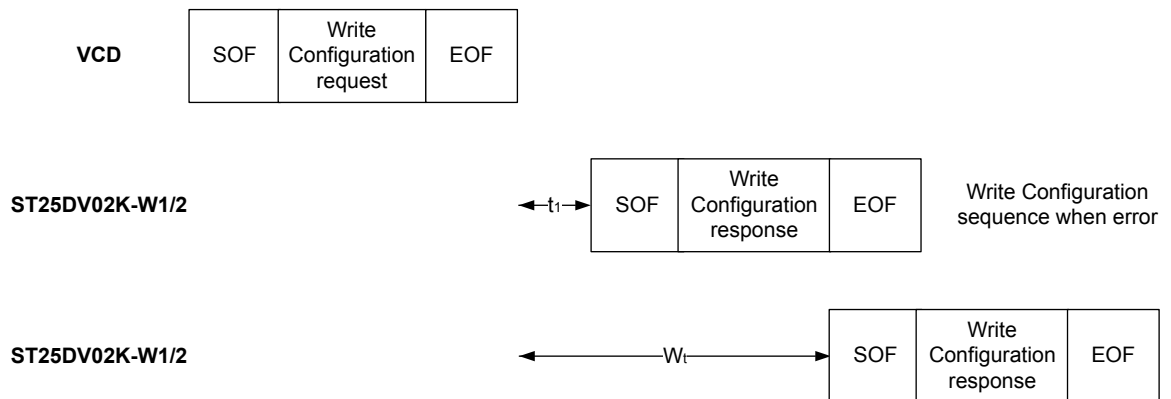 VCD
SOF
Write
Configuration
request
EOF
ST25DV02K-W1/2
t1
SOF
Write
Configuration
response
EOF
Write Configuration
sequence when error
ST25DV02K-W1/2
Wt
SOF
Write
Configuration
response
EOF